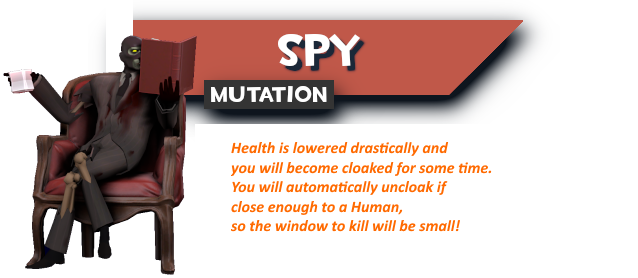 SPY
MUTATION
Health is lowered drastically and
you will become cloaked for some time.
You will automatically uncloak if
close enough to a Human,
so the window to kill will be small!